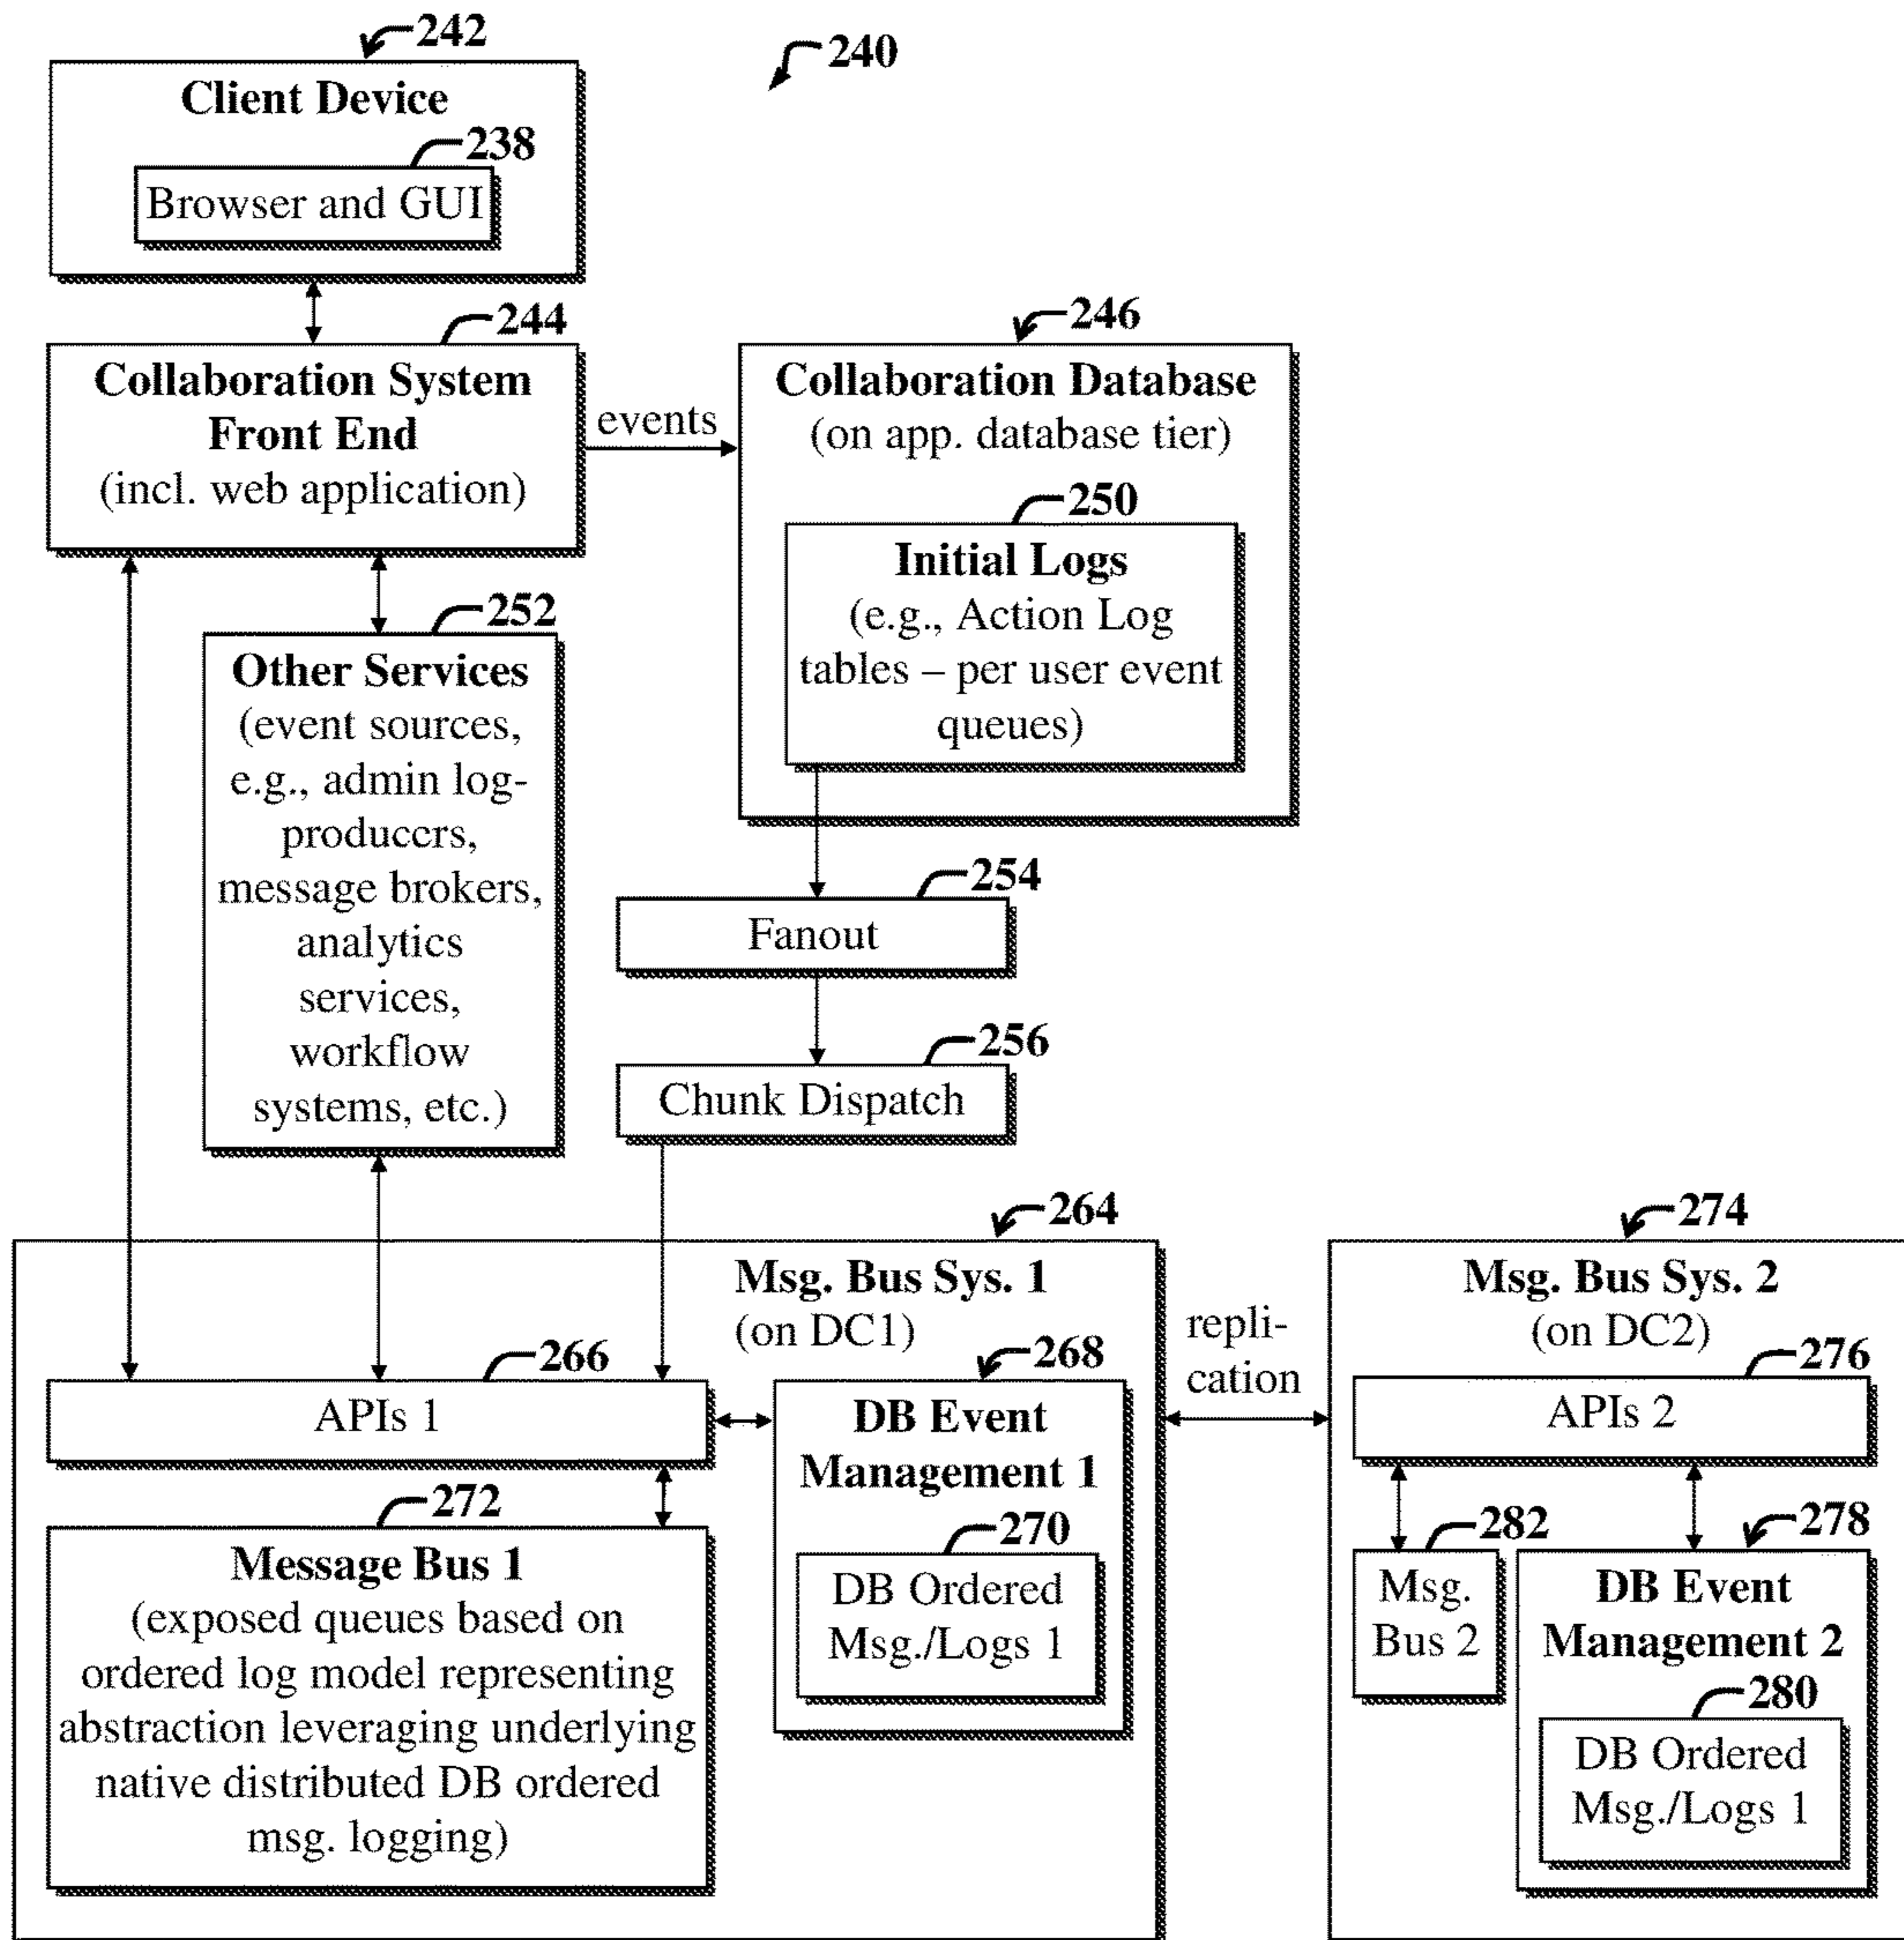 242
240
Client Device
238
Browser and GUI
244
Collaboration System
Front End
(incl. web application)
events
246
Collaboration Database
(on app. database tier)
250
Initial Logs
(e.g., Action Log
tables – per user event
queues)
252
Other Services
(event sources,
e.g., admin log-
producers,
message brokers,
analytics
services,
workflow
systems, etc.)
254
Fanout
256
Chunk Dispatch
264
Msg. Bus Sys. 1
(on DC1)
266
APIs 1
268
DB Event
Management 1
270
DB Ordered
Msg./Logs 1
272
Message Bus 1
(exposed queues based on
ordered log model representing
abstraction leveraging underlying
native distributed DB ordered
msg. logging)
repli-
cation
274
Msg. Bus Sys. 2
(on DC2)
276
APIs 2
282
Msg.
Bus 2
278
DB Event
Management 2
280
DB Ordered
Msg./Logs 1